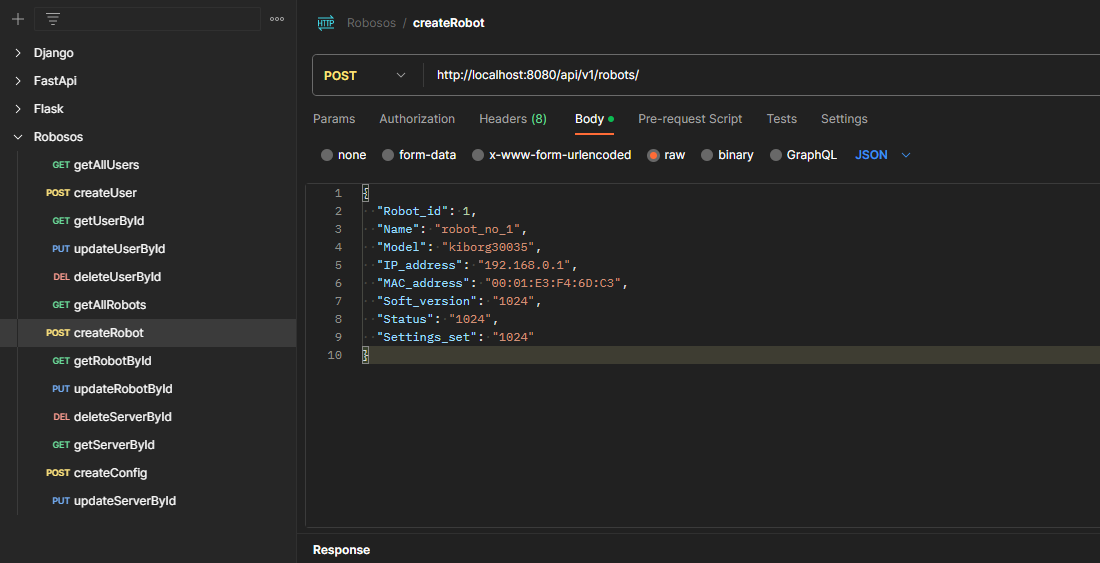 HTTP Robosos / createRobot
Django
FastApi
Flask
Robosos
GET getAllUsers
POST createUser
GET getUserById
PUT updateUserById
DEL deleteUserById
GET getAllRobots
POST createRobot
GET getRobotById
PUT updateRobotById
DEL deleteServerById
GET getServerById
POST createConfig
PUT updateServerById
POST http://localhost:8080/api/v1/robots/
Params Authorization Headers (8) Body Pre-request Script Tests Settings
none form-data x-www-form-urlencoded raw binary GraphQL JSON
1 {
2 "Robot_id": 1,
3 "Name": "robot_no_1",
4 "Model": "kiborg30035",
5 "IP_address": "192.168.0.1",
6 "MAC_address": "00:01:E3:F4:6D:C3",
7 "Soft_version": "1024",
8 "Status": "1024",
9 "Settings_set": "1024"
10 }
Response